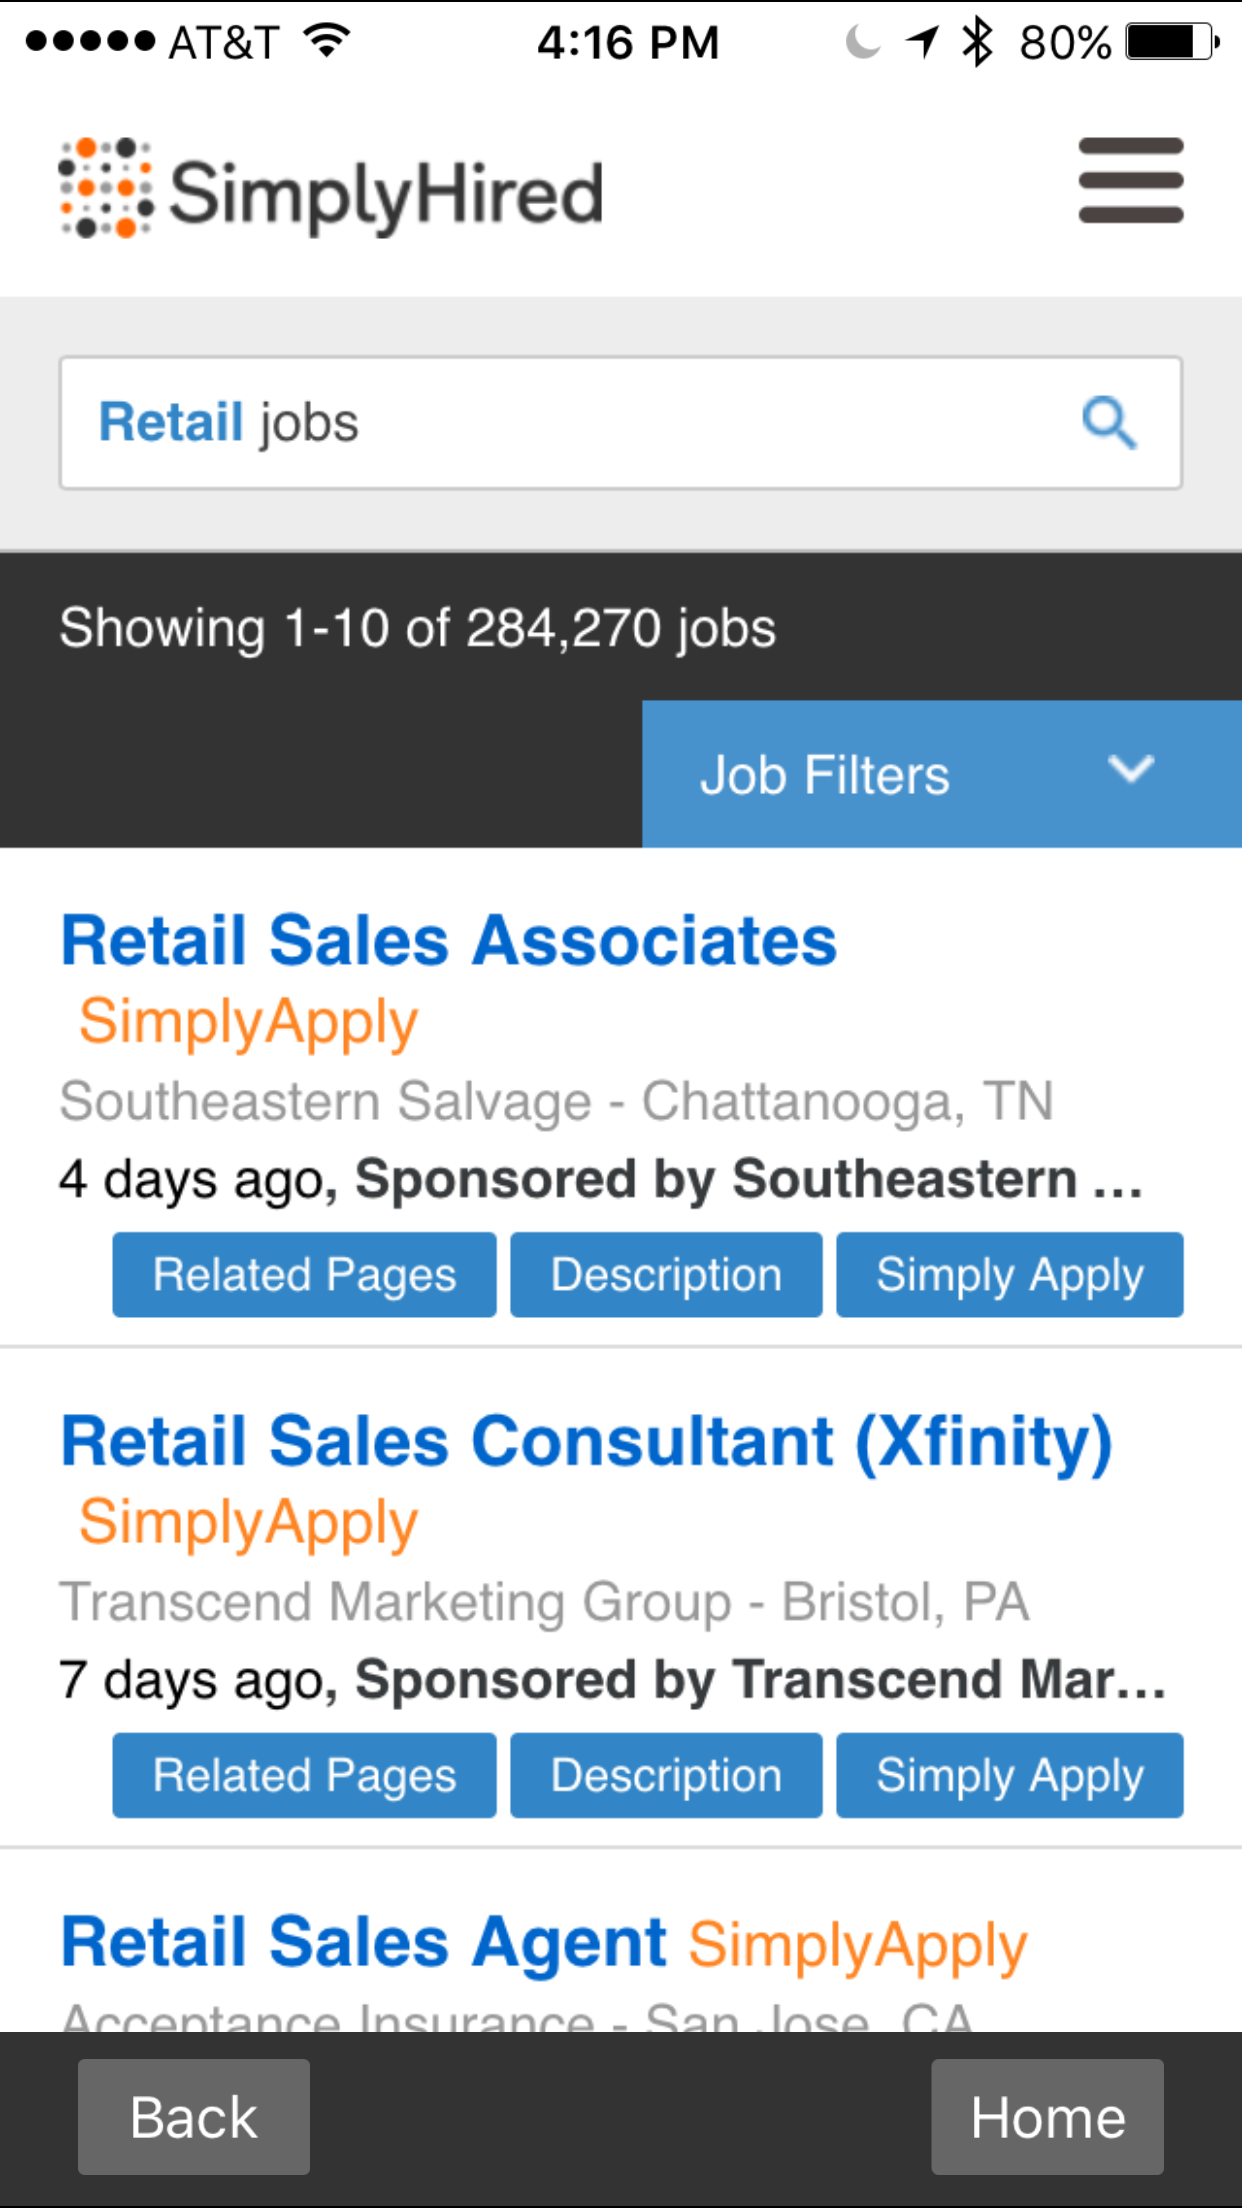 AT&T 4:16 PM 80%
SimplyHired
Retail jobs
Showing 1-10 of 284,270 jobs
Job Filters
Retail Sales Associates
SimplyApply
Southeastern Salvage - Chattanooga, TN
4 days ago, Sponsored by Southeastern ...
Related Pages Description Simply Apply
Retail Sales Consultant (Xfinity)
SimplyApply
Transcend Marketing Group - Bristol, PA
7 days ago, Sponsored by Transcend Mar...
Related Pages Description Simply Apply
Retail Sales Agent SimplyApply
Acceptance Insurance - San Jose, CA
Back Home